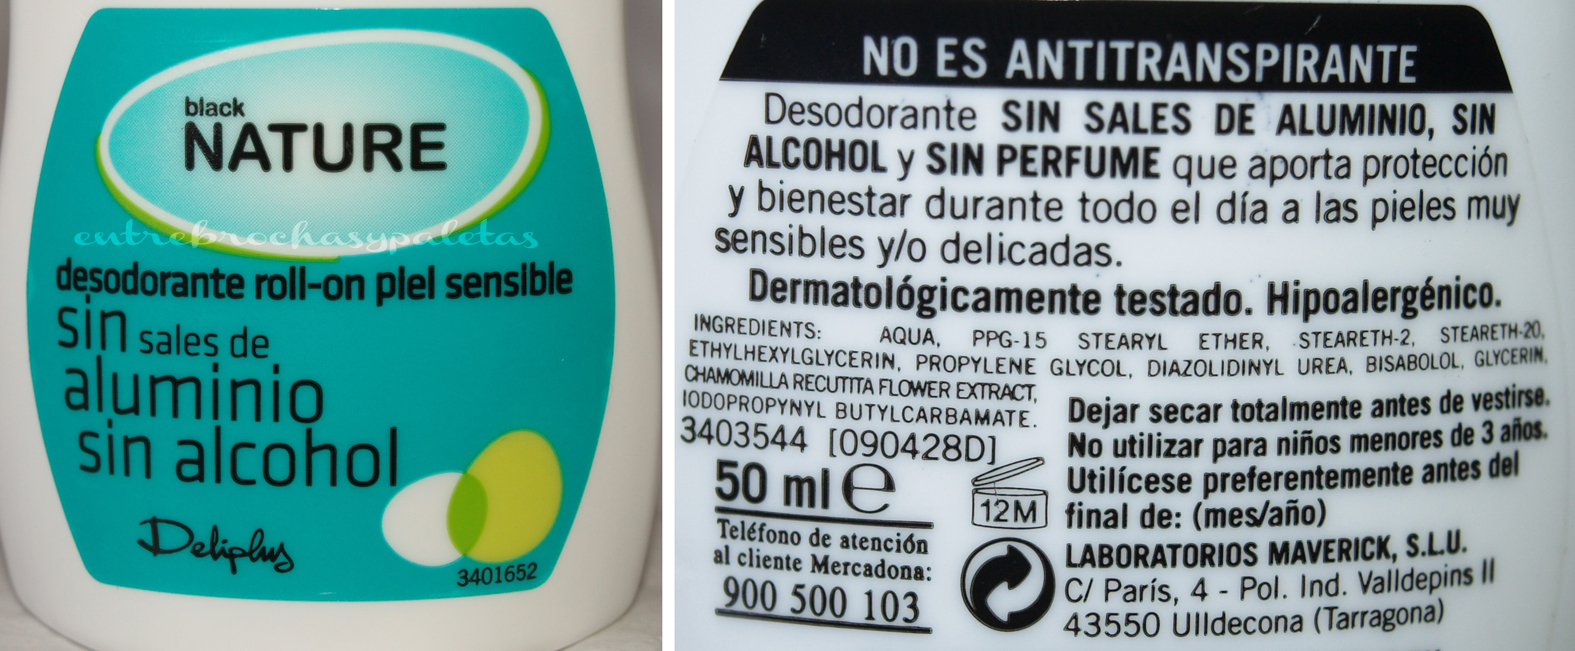 black
NATURE
entrebrochasypaletas
desodorante roll-on piel sensible
sin sales de
aluminio
sin alcohol
Deliplus
3401652
NO ES ANTITRANSPIRANTE
Desodorante SIN SALES DE ALUMINIO, SIN
ALCOHOL y SIN PERFUME que aporta protección
y bienestar durante todo el día a las pieles muy
sensibles y/o delicadas.
Dermatológicamente testado. Hipoalergénico.
INGREDIENTS: AQUA, PPG-15 STEARYL ETHER, STEARETH-2, STEARETH-20,
ETHYLHEXYLGLYCERIN, PROPYLENE GLYCOL, DIAZOLIDINYL UREA, BISABOLOL, GLYCERIN,
CHAMOMILLA RECUTITA FLOWER EXTRACT,
IODOPROPYNYL BUTYLCARBAMATE.
3403544 [090428D]
50 ml e
Teléfono de atención
al cliente Mercadona:
900 500 103
Dejar secar totalmente antes de vestirse.
No utilizar para niños menores de 3 años.
Utilícese preferentemente antes del
12M final de: (mes/año)
LABORATORIOS MAVERICK, S.L.U.
C/ París, 4 - Pol. Ind. Valldepins II
43550 Ulldecona (Tarragona)